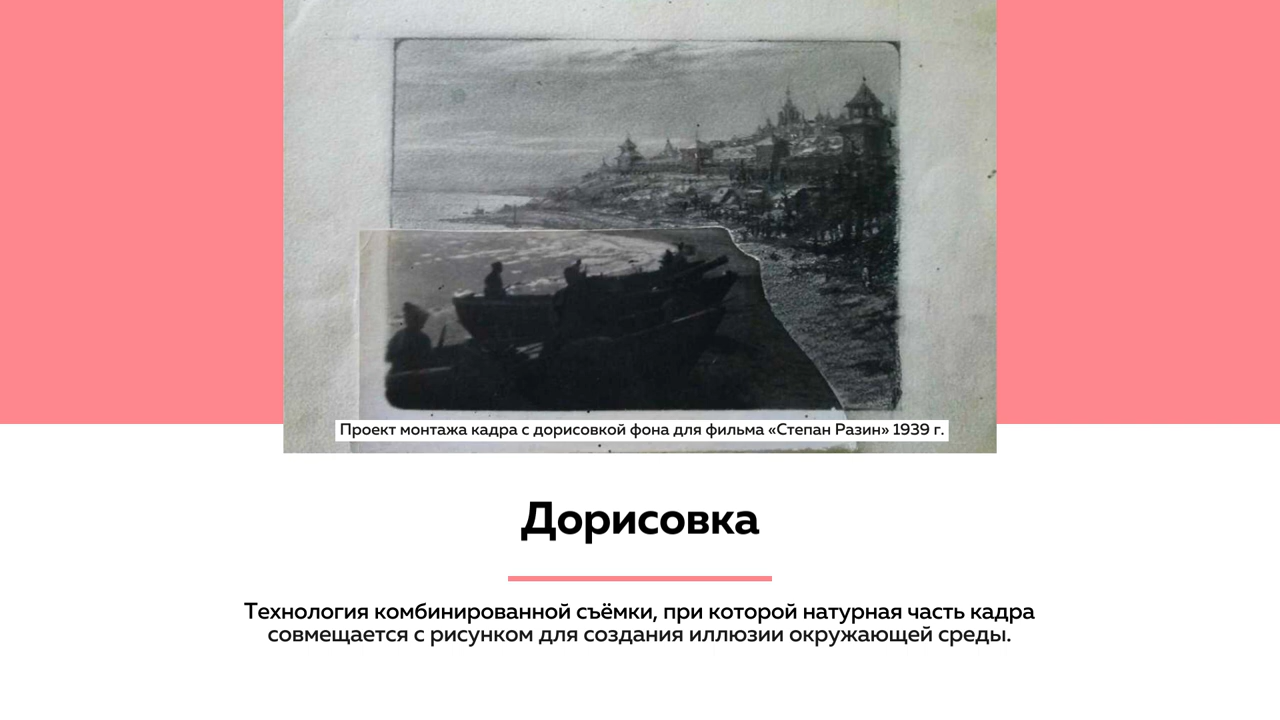 Проект монтажа кадра с дорисовкой фона для фильма «Степан Разин» 1939 г.
Дорисовка
Технология комбинированной съёмки, при которой натурная часть кадра
совмещается с рисунком для создания иллюзии окружающей среды.